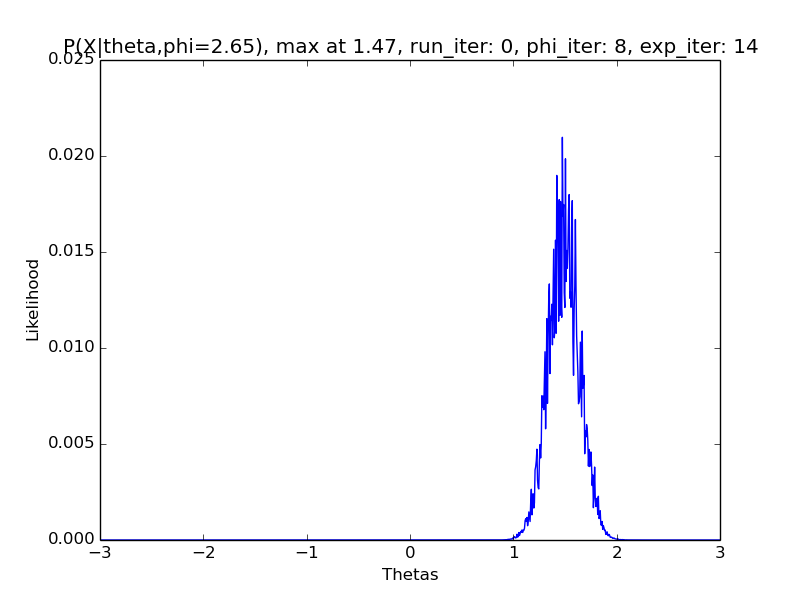 P(X|theta,phi=2.65), max at 1.47, run_iter: 0, phi_iter: 8, exp_iter: 14
0.025
0.020
0.015
0.010
0.005
0.000
Likelihood
−3 −2 −1 0 1 2 3
Thetas